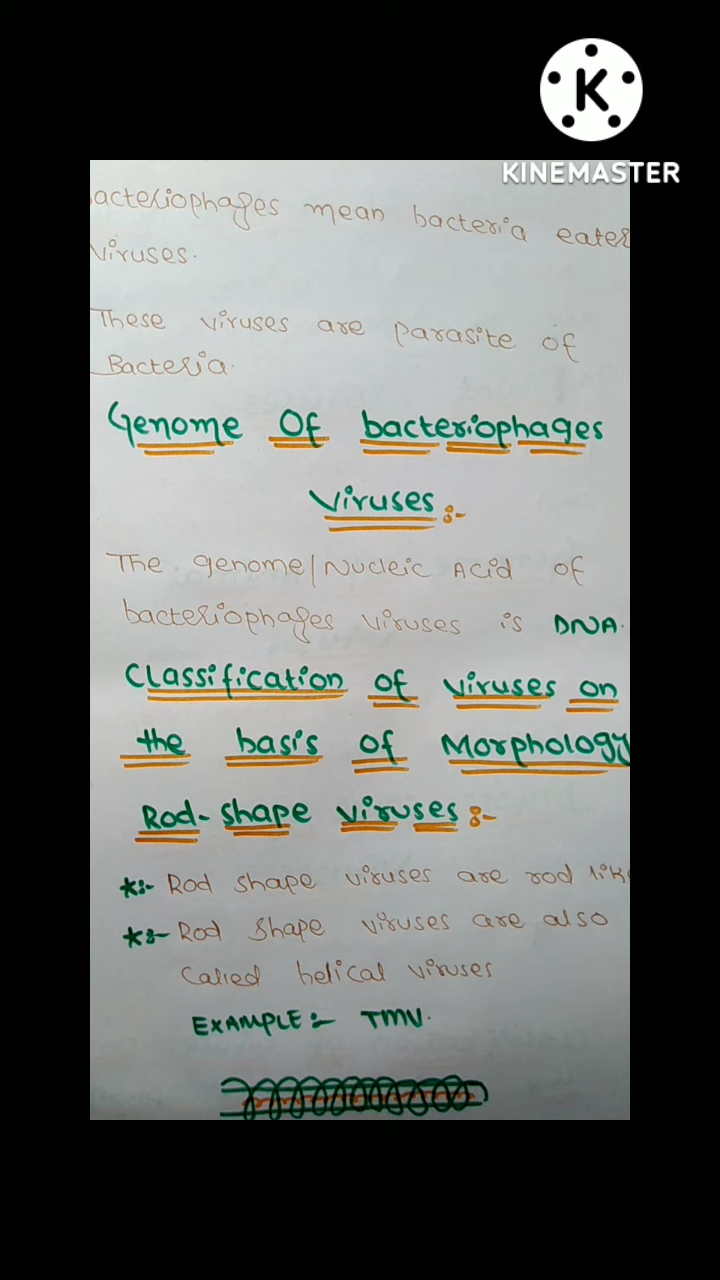 K
KINEMASTER
bacteriophages mean bacteria eater
viruses.
These viruses are parasite of
Bacteria.
Genome Of bacteriophages
Viruses:-
The genome/Nucleic Acid of
bacteriophages viruses is DNA.
Classification of viruses on
the basis of Morphology
Rod-shape viruses:-
*:- Rod shape viruses are rod like
*:- Rod shape viruses are also
called helical viruses
EXAMPLE:- TMV.